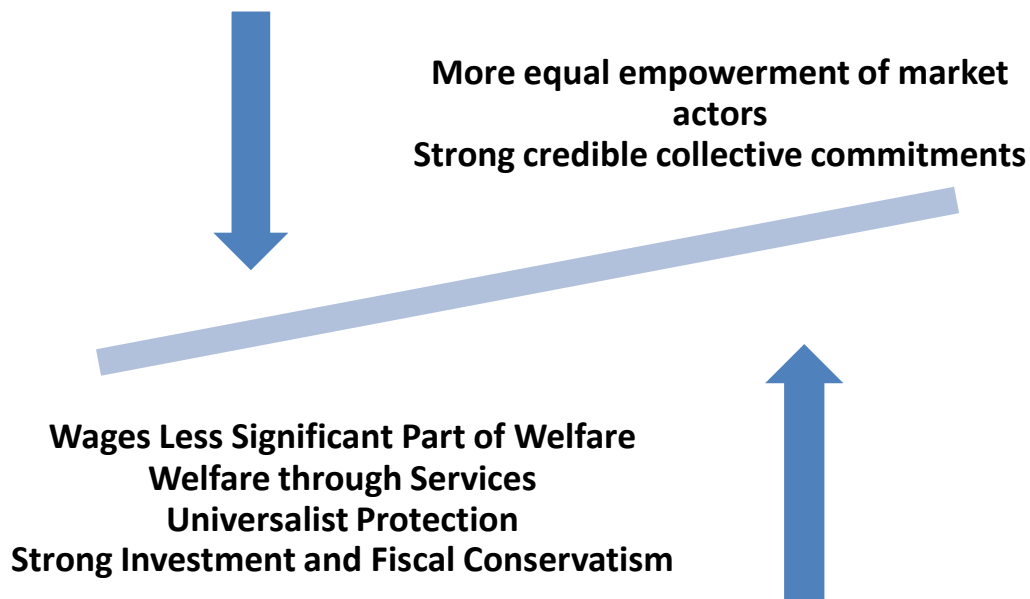 More equal empowerment of market
actors
Strong credible collective commitments
Wages Less Significant Part of Welfare
Welfare through Services
Universalist Protection
Strong Investment and Fiscal Conservatism